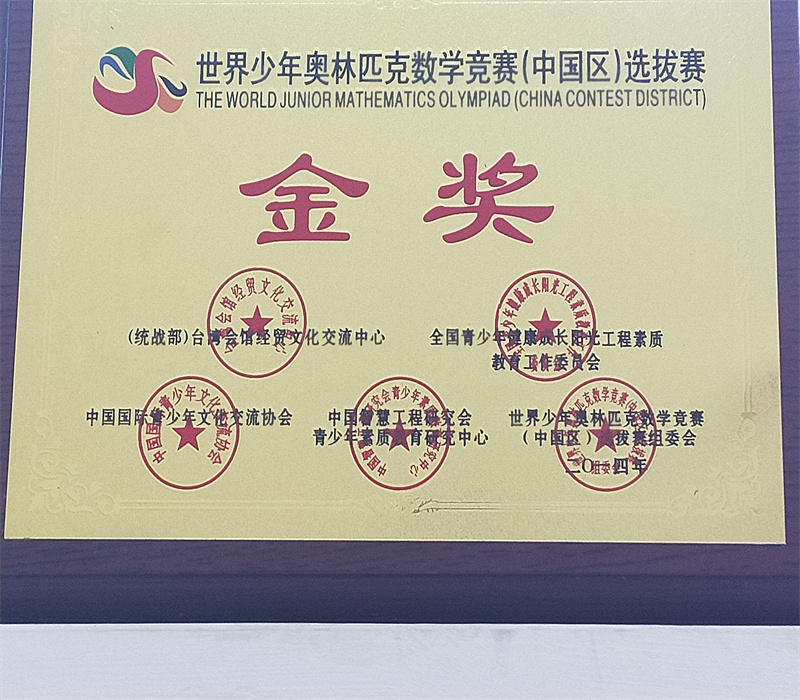 世界少年奥林匹克数学竞赛(中国区)选拔赛
THE WORLD JUNIOR MATHEMATICS OLYMPIAD (CHINA CONTEST DISTRICT)
金奖
(统战部)台湾会馆经贸文化交流中心
全国青少年健康成长阳光工程素质
教育工作委员会
中国国际青少年文化交流协会
中国智慧工程研究会
青少年素质教育研究中心
世界少年奥林匹克数学竞赛
(中国区)选拔赛组委会
二〇一四年